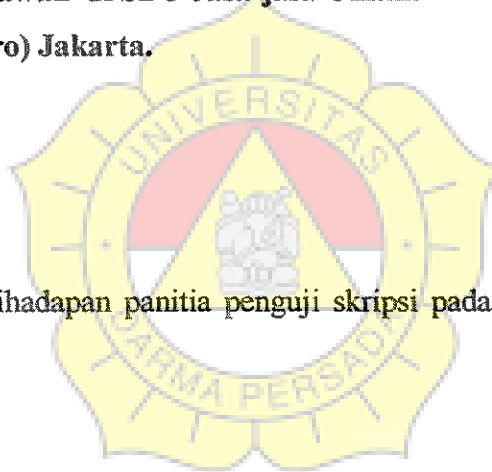 ro) Jakarta.
UNIVERSITAS
DARMA PERSADA
ihadapan panitia penguji skripsi pada